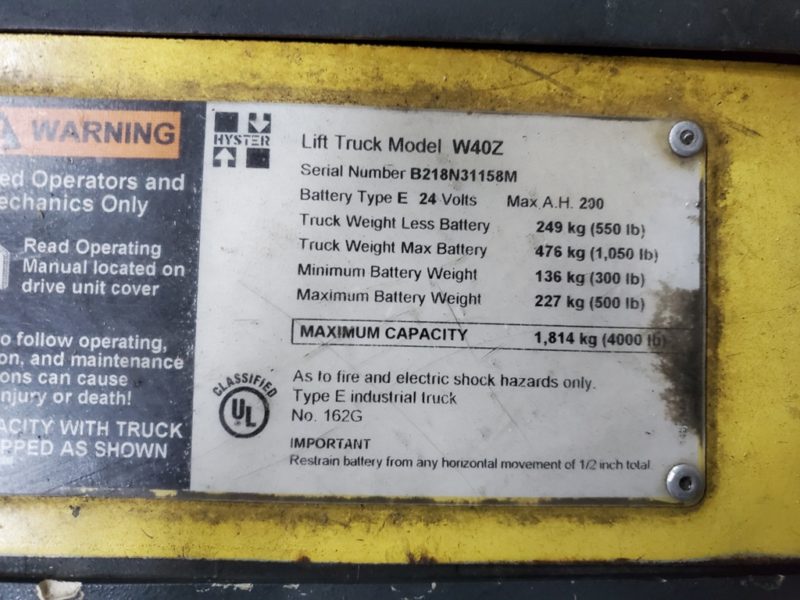 WARNING
ed Operators and
echanics Only
Read Operating
Manual located on
drive unit cover
o follow operating,
on, and maintenance
ons can cause
injury or death!
ACITY WITH TRUCK
PPED AS SHOWN
HYSTER
Lift Truck Model W40Z
Serial Number B218N31158M
Battery Type E 24 Volts Max A.H. 200
Truck Weight Less Battery 249 kg (550 lb)
Truck Weight Max Battery 476 kg (1,050 lb)
Minimum Battery Weight 136 kg (300 lb)
Maximum Battery Weight 227 kg (500 lb)
MAXIMUM CAPACITY 1,814 kg (4000 lb)
CLASSIFIED
UL
As to fire and electric shock hazards only.
Type E industrial truck
No. 162G
IMPORTANT
Restrain battery from any horizontal movement of 1/2 inch total